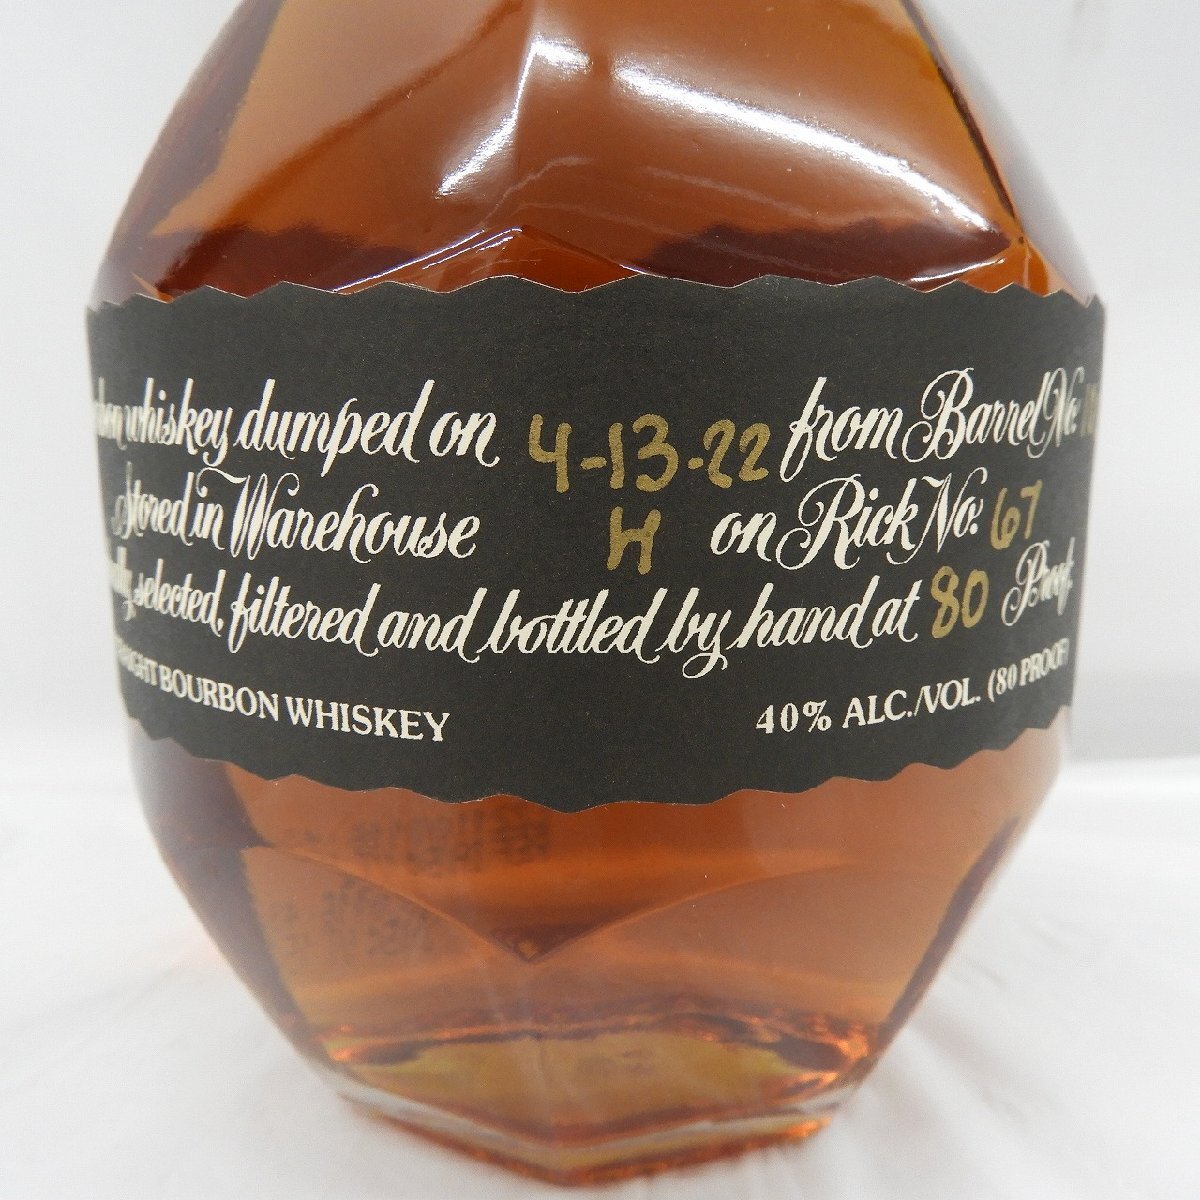 whiskey dumped on 4-13-22 from Barrel No:
Stored in Warehouse H on Rick No: 67
selected, filtered and bottled by hand at 80 Proof.
BOURBON WHISKEY 40% ALC./VOL. (80 PROOF)